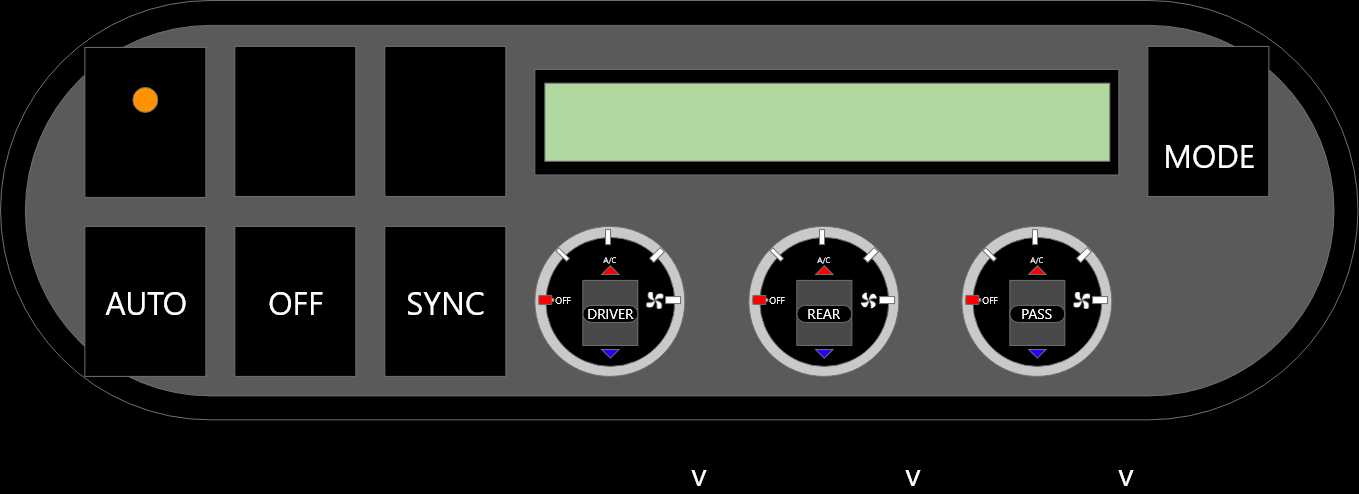 MODE
AUTO
OFF
SYNC
A/C
OFF
DRIVER
A/C
OFF
REAR
A/C
OFF
PASS
v v v